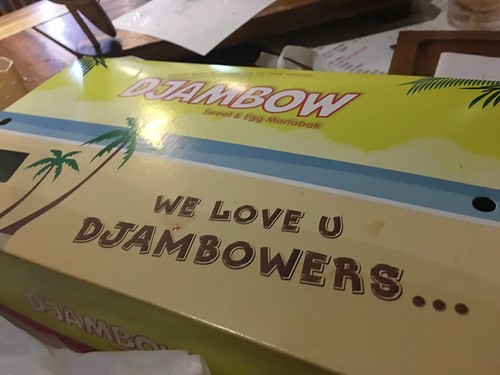 DJAMBOW
Sweet & Egg Martabak
WE LOVE U
DJAMBOWERS...
DJAMBOW